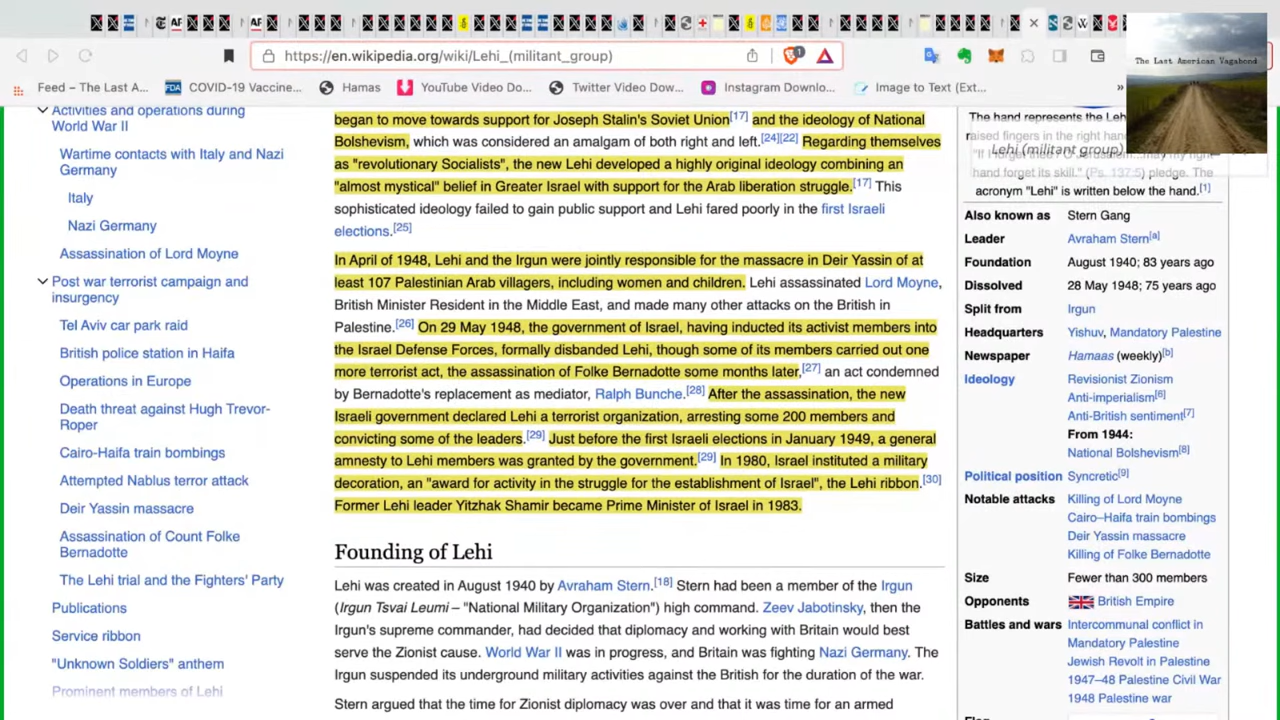 https://en.wikipedia.org/wiki/Lehi_(militant_group)
The Last American Vagabond
Feed – The Last A...
COVID-19 Vaccine...
Hamas
Youtube Video Do...
Twitter Video Dow...
Instagram Downlo...
Image to Text (Ext...
»
Activities and operations during
World War II
Wartime contacts with Italy and Nazi
Germany
Italy
Nazi Germany
Assassination of Lord Moyne
Post war terrorist campaign and
insurgency
Tel Aviv car park raid
British police station in Haifa
Operations in Europe
Death threat against Hugh Trevor-
Roper
Cairo-Haifa train bombings
Attempted Nablus terror attack
Deir Yassin massacre
Assassination of Count Folke
Bernadotte
The Lehi trial and the Fighters' Party
Publications
Service ribbon
"Unknown Soldiers" anthem
Prominent members of Lehi
began to move towards support for Joseph Stalin's Soviet Union[17] and the ideology of National
Bolshevism, which was considered an amalgam of both right and left.[24][22] Regarding themselves
as "revolutionary Socialists", the new Lehi developed a highly original ideology combining an
"almost mystical" belief in Greater Israel with support for the Arab liberation struggle.[17] This
sophisticated ideology failed to gain public support and Lehi fared poorly in the first Israeli
elections.[25]
In April of 1948, Lehi and the Irgun were jointly responsible for the massacre in Deir Yassin of at
least 107 Palestinian Arab villagers, including women and children. Lehi assassinated Lord Moyne,
British Minister Resident in the Middle East, and made many other attacks on the British in
Palestine.[26] On 29 May 1948, the government of Israel, having inducted its activist members into
the Israel Defense Forces, formally disbanded Lehi, though some of its members carried out one
more terrorist act, the assassination of Folke Bernadotte some months later,[27] an act condemned
by Bernadotte's replacement as mediator, Ralph Bunche.[28] After the assassination, the new
Israeli government declared Lehi a terrorist organization, arresting some 200 members and
convicting some of the leaders.[29] Just before the first Israeli elections in January 1949, a general
amnesty to Lehi members was granted by the government.[29] In 1980, Israel instituted a military
decoration, an "award for activity in the struggle for the establishment of Israel", the Lehi ribbon.[30]
Former Lehi leader Yitzhak Shamir became Prime Minister of Israel in 1983.
Founding of Lehi
Lehi was created in August 1940 by Avraham Stern.[18] Stern had been a member of the Irgun
(Irgun Tsvai Leumi – "National Military Organization") high command. Zeev Jabotinsky, then the
Irgun's supreme commander, had decided that diplomacy and working with Britain would best
serve the Zionist cause. World War II was in progress, and Britain was fighting Nazi Germany. The
Irgun suspended its underground military activities against the British for the duration of the war.
Stern argued that the time for Zionist diplomacy was over and that it was time for an armed
The hand represents the Leh
raised fingers in the right han
Lehi (militant group)
hand forget its skill." (Ps. 137:5) pledge. The
acronym "Lehi" is written below the hand.[1]
Also known as Stern Gang
Leader Avraham Stern[a]
Foundation August 1940; 83 years ago
Dissolved 28 May 1948; 75 years ago
Split from Irgun
Headquarters Yishuv, Mandatory Palestine
Newspaper Hamaas (weekly)[b]
Ideology Revisionist Zionism
Anti-imperialism[6]
Anti-British sentiment[7]
From 1944:
National Bolshevism[8]
Political position Syncretic[9]
Notable attacks Killing of Lord Moyne
Cairo–Haifa train bombings
Deir Yassin massacre
Killing of Folke Bernadotte
Size Fewer than 300 members
Opponents British Empire
Battles and wars Intercommunal conflict in
Mandatory Palestine
Jewish Revolt in Palestine
1947–48 Palestine Civil War
1948 Palestine war